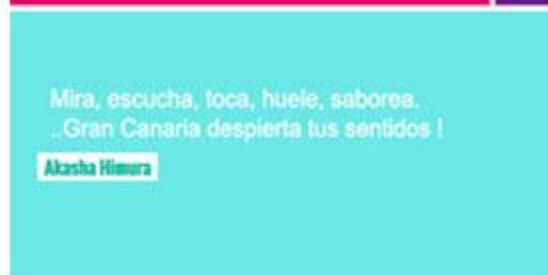 Mira, escucha, toca, huele, saborea.
..Gran Canaria despierta tus sentidos !
Akasha Himura